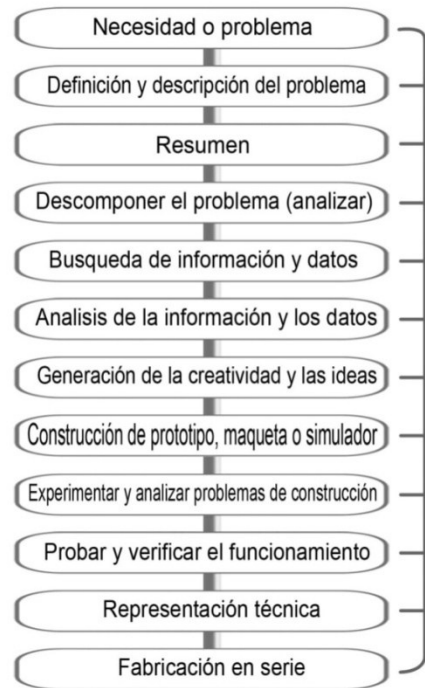 Necesidad o problema
Definición y descripción del problema
Resumen
Descomponer el problema (analizar)
Busqueda de información y datos
Analisis de la información y los datos
Generación de la creatividad y las ideas
Construcción de prototipo, maqueta o simulador
Experimentar y analizar problemas de construcción
Probar y verificar el funcionamiento
Representación técnica
Fabricación en serie